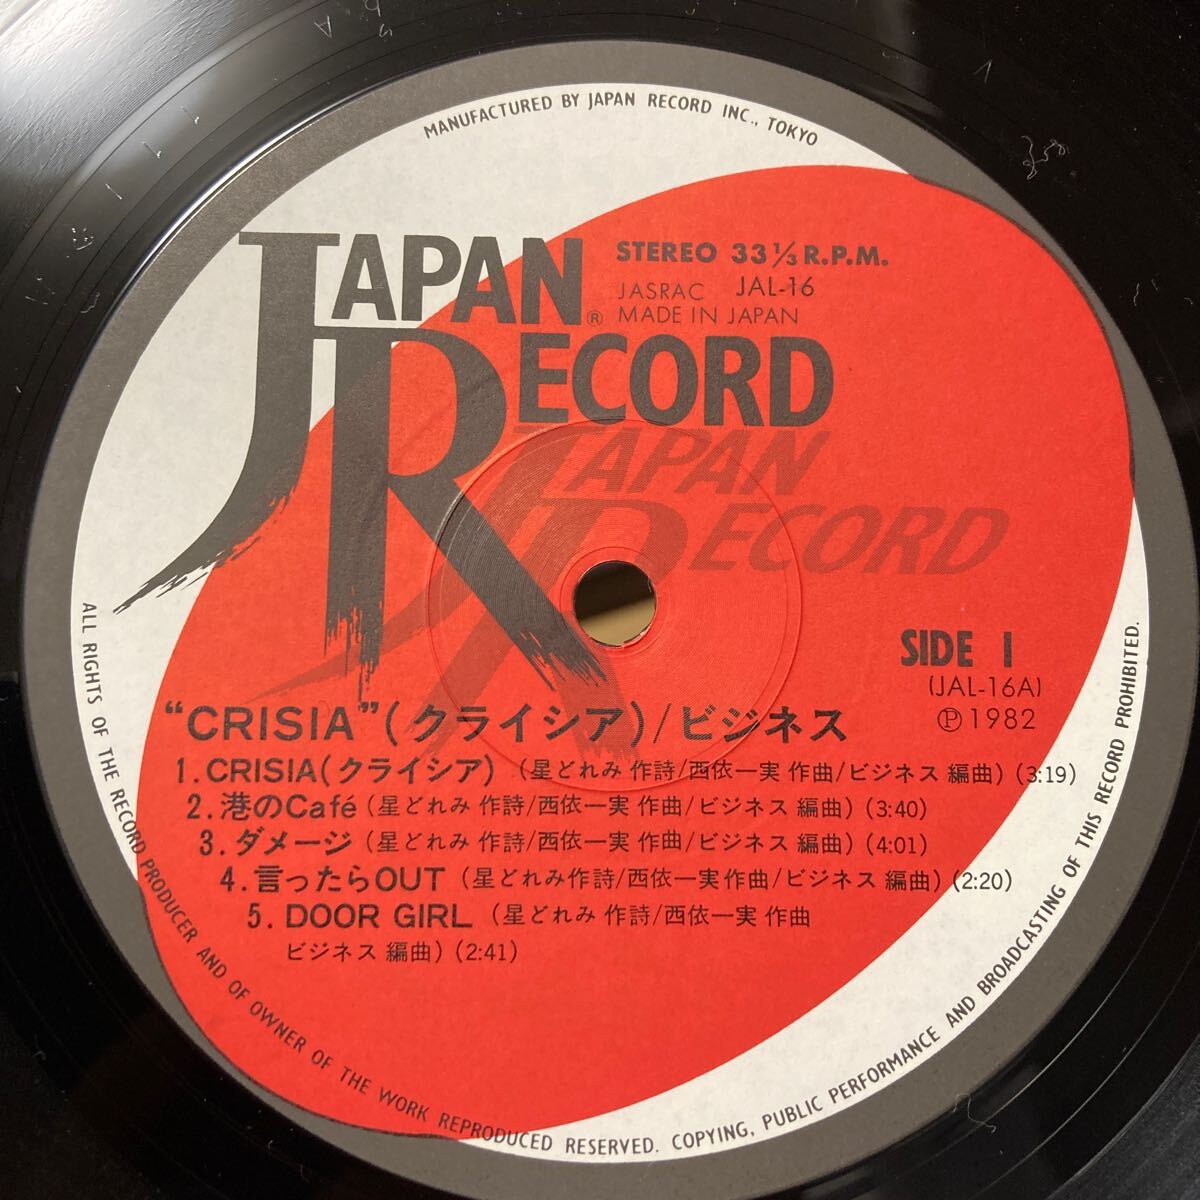 MANUFACTURED BY JAPAN RECORD INC., TOKYO
JAPAN
RECORD
®
STEREO 33 1/3 R.P.M.
JASRAC JAL-16
MADE IN JAPAN
JAPAN
RECORD
SIDE 1
(JAL-16A)
Ⓟ1982
“CRISIA”(クライシア)/ビジネス
1. CRISIA(クライシア) (星どれみ 作詩/西依一実 作曲/ビジネス 編曲) (3:19)
2. 港のCafé (星どれみ 作詩/西依一実 作曲/ビジネス 編曲) (3:40)
3. ダメージ (星どれみ 作詩/西依一実 作曲/ビジネス 編曲) (4:01)
4. 言ったらOUT (星どれみ作詩/西依一実作曲/ビジネス 編曲) (2:20)
5. DOOR GIRL (星どれみ 作詩/西依一実 作曲
ビジネス 編曲) (2:41)
ALL RIGHTS OF THE RECORD PRODUCER AND OF OWNER OF THE WORK REPRODUCED RESERVED. COPYING, PUBLIC PERFORMANCE AND BROADCASTING OF THIS RECORD PROHIBITED.